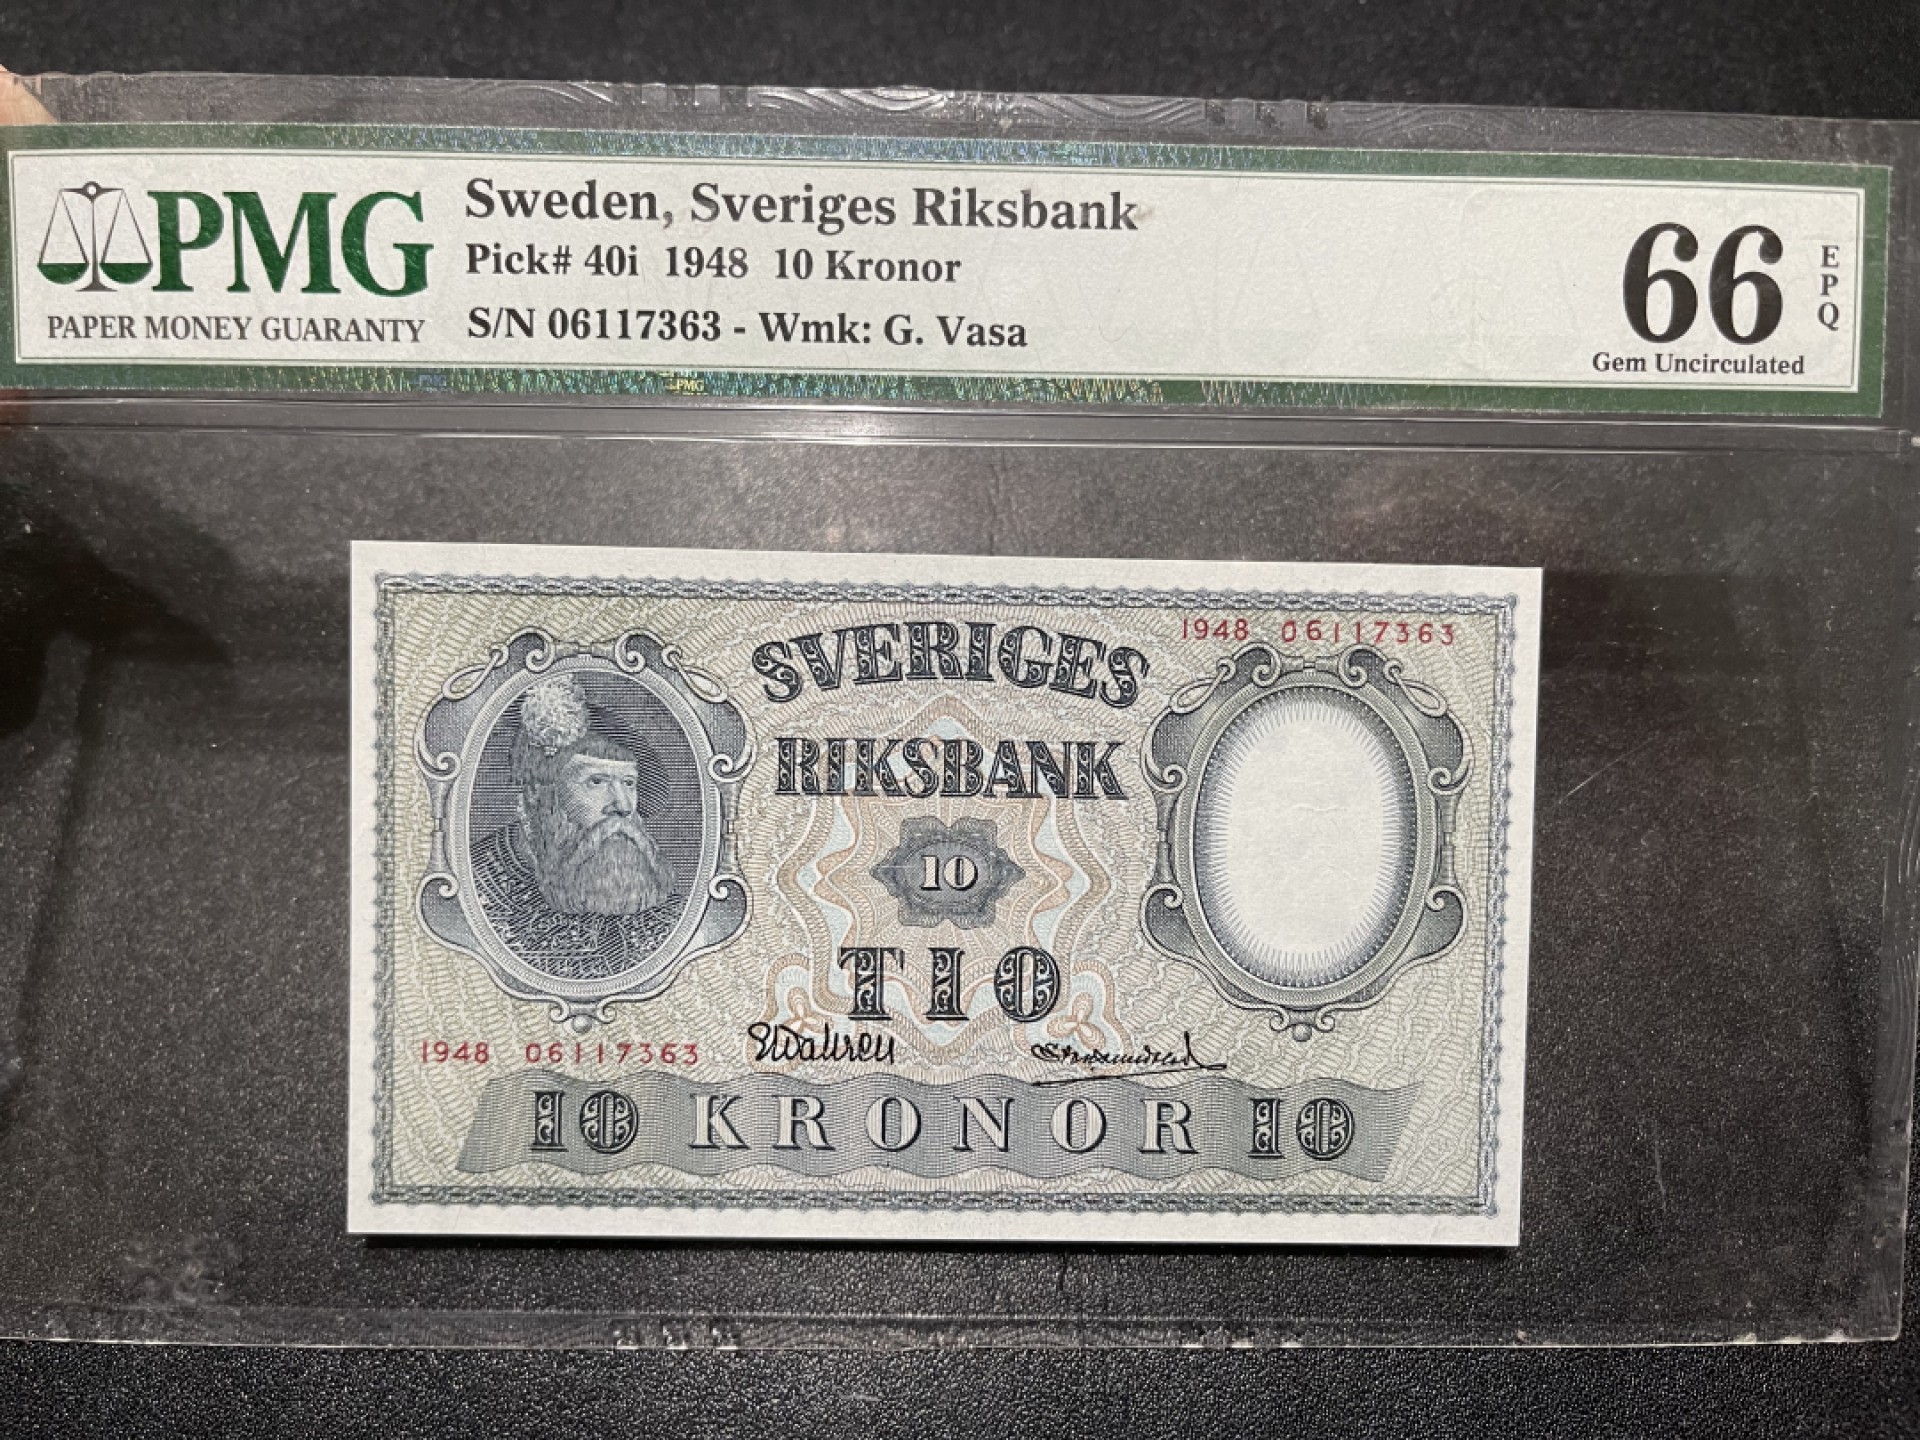 PMG
PAPER MONEY GUARANTY
Sweden, Sveriges Riksbank
Pick# 40i 1948 10 Kronor
S/N 06117363 - Wmk: G. Vasa
66
EPQ
Gem Uncirculated
PMG
1948 06117363
SVERIGES
RIKSBANK
10
TIO
1948 06117363
10 KRONOR 10